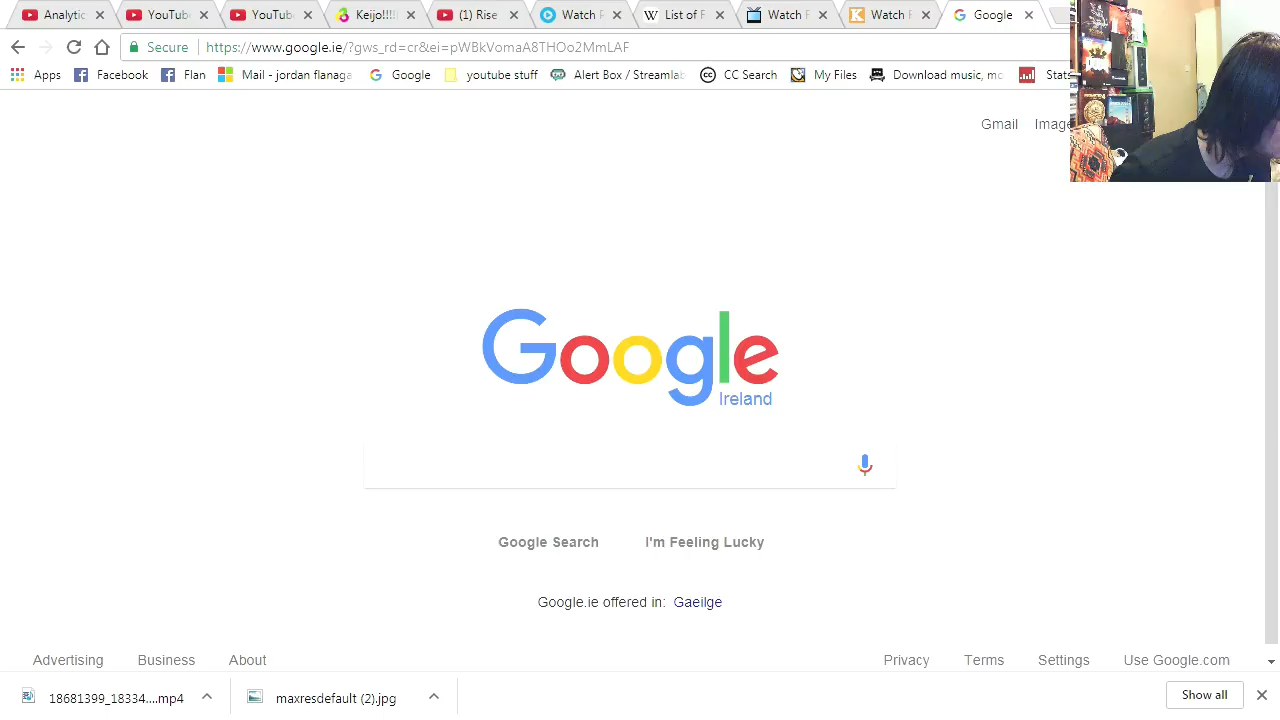 Analytic YouTube YouTube Keijo!!!! (1) Rise Watch F List of F Watch F Watch F Google
Secure https://www.google.ie/?gws_rd=cr&ei=pWBkVomaA8THOo2MmLAF
Apps Facebook Flan Mail - jordan flanaga Google youtube stuff Alert Box / Streamlab CC Search My Files Download music, mo Stats
Gmail Image
Google
Ireland
Google Search I'm Feeling Lucky
Google.ie offered in: Gaeilge
Advertising Business About Privacy Terms Settings Use Google.com
18681399_18334....mp4 maxresdefault (2).jpg Show all